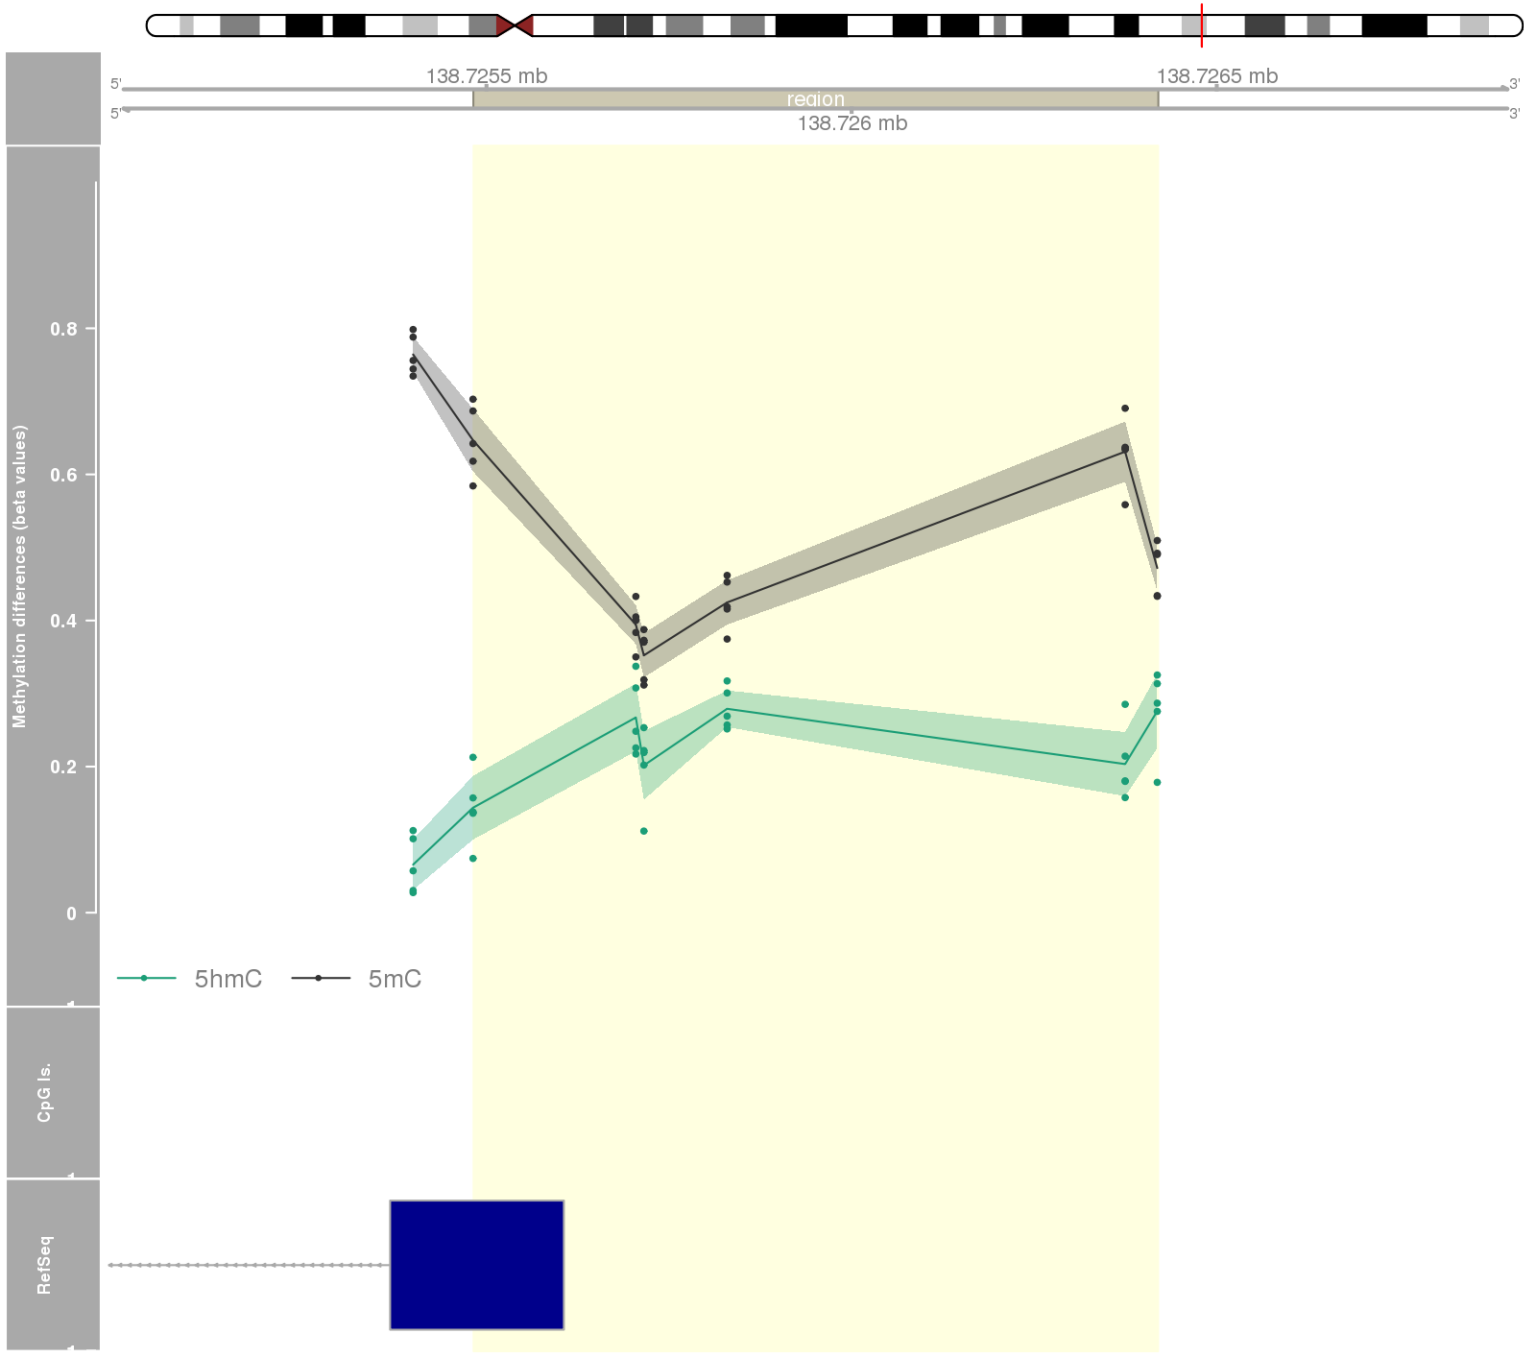 138.7255 mb
138.7265 mb
5'
3'
region
5'
3'
138.726 mb
Methylation differences (beta values)
0.8
0.6
0.4
0.2
0
5hmC
5mC
CpG Is.
RefSeq